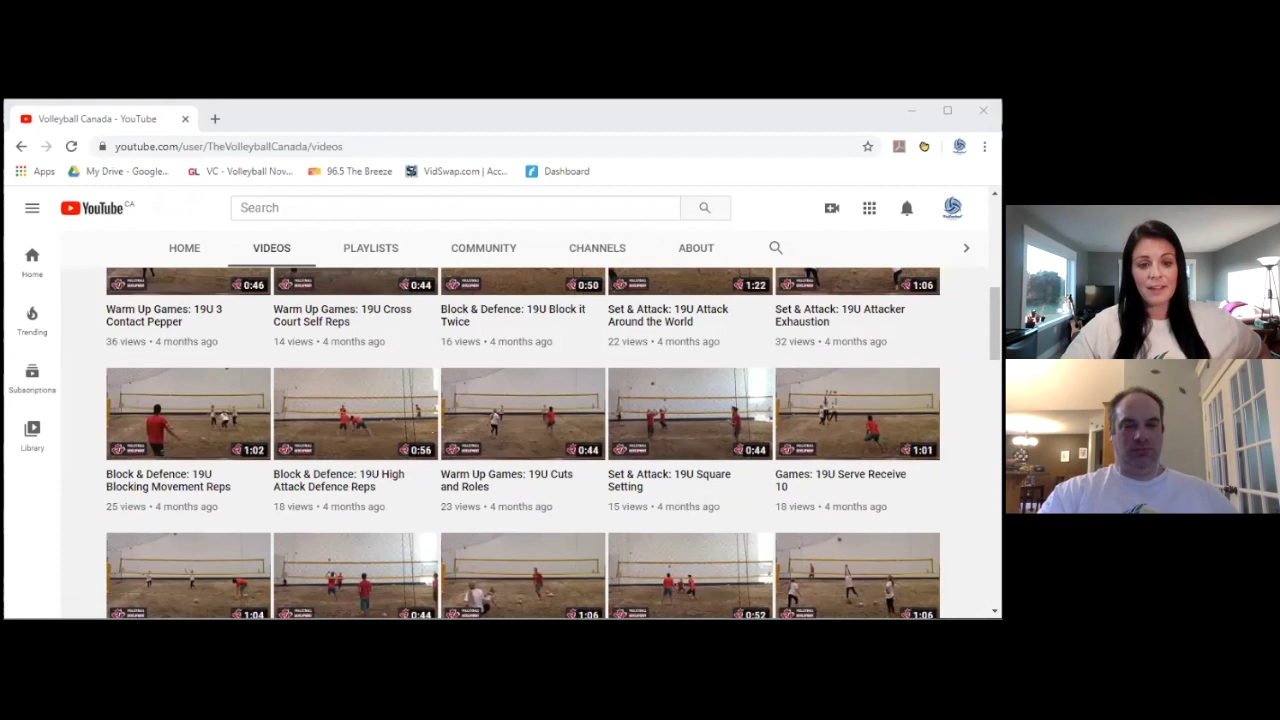 Volleyball Canada - YouTube
youtube.com/user/TheVolleyballCanada/videos
Apps My Drive - Google... GL VC - Volleyball Nov... 96.5 The Breeze VidSwap.com | Acc... Dashboard
YouTube CA
Search
HOME VIDEOS PLAYLISTS COMMUNITY CHANNELS ABOUT
Home
Trending
Subscriptions
Library
0:46 0:44 0:50 1:22 1:06
Warm Up Games: 19U 3
Contact Pepper
36 views • 4 months ago
Warm Up Games: 19U Cross
Court Self Reps
14 views • 4 months ago
Block & Defence: 19U Block it
Twice
16 views • 4 months ago
Set & Attack: 19U Attack
Around the World
22 views • 4 months ago
Set & Attack: 19U Attacker
Exhaustion
32 views • 4 months ago
1:02 0:56 0:44 0:44 1:01
Block & Defence: 19U
Blocking Movement Reps
25 views • 4 months ago
Block & Defence: 19U High
Attack Defence Reps
18 views • 4 months ago
Warm Up Games: 19U Cuts
and Roles
23 views • 4 months ago
Set & Attack: 19U Square
Setting
15 views • 4 months ago
Games: 19U Serve Receive
10
18 views • 4 months ago
1:04 0:44 1:06 0:52 1:06